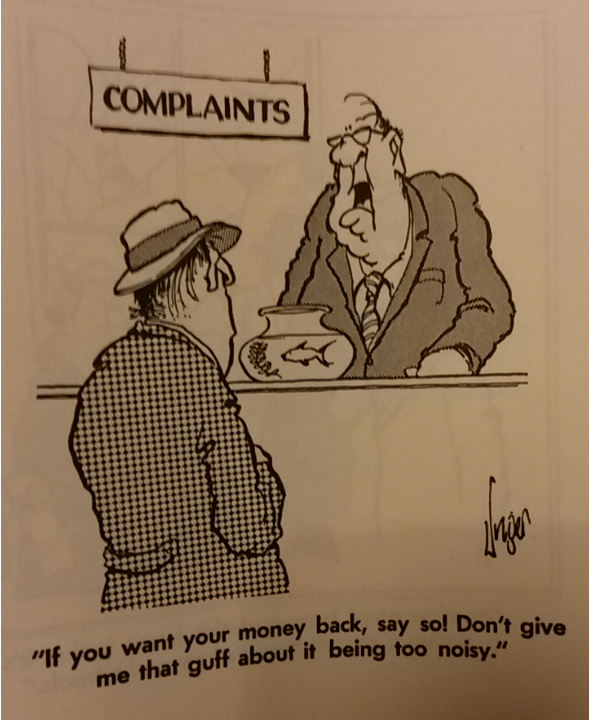 COMPLAINTS
Unger
"If you want your money back, say so! Don't give
me that guff about it being too noisy."